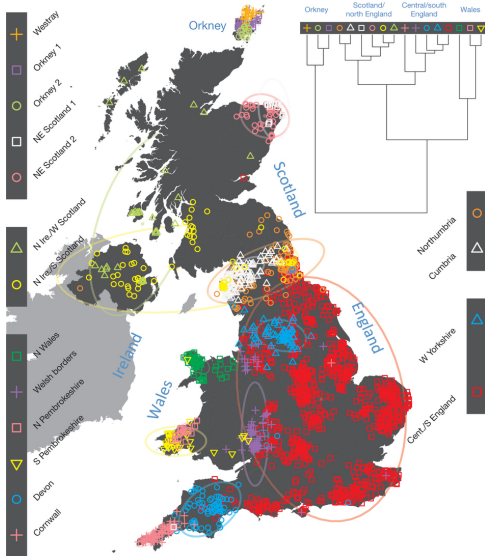 Orkney
Scotland/
north England
Central/south
England
Wales
Westray
Orkney 1
Orkney 2
NE Scotland 1
NE Scotland 2
N Ire./W Scotland
N Ire/S Scotland
N Wales
Welsh borders
N Pembrokeshire
S Pembrokeshire
Devon
Cornwall
Orkney
Scotland
Ireland
Wales
England
Northumbria
Cumbria
W Yorkshire
Cent./S England